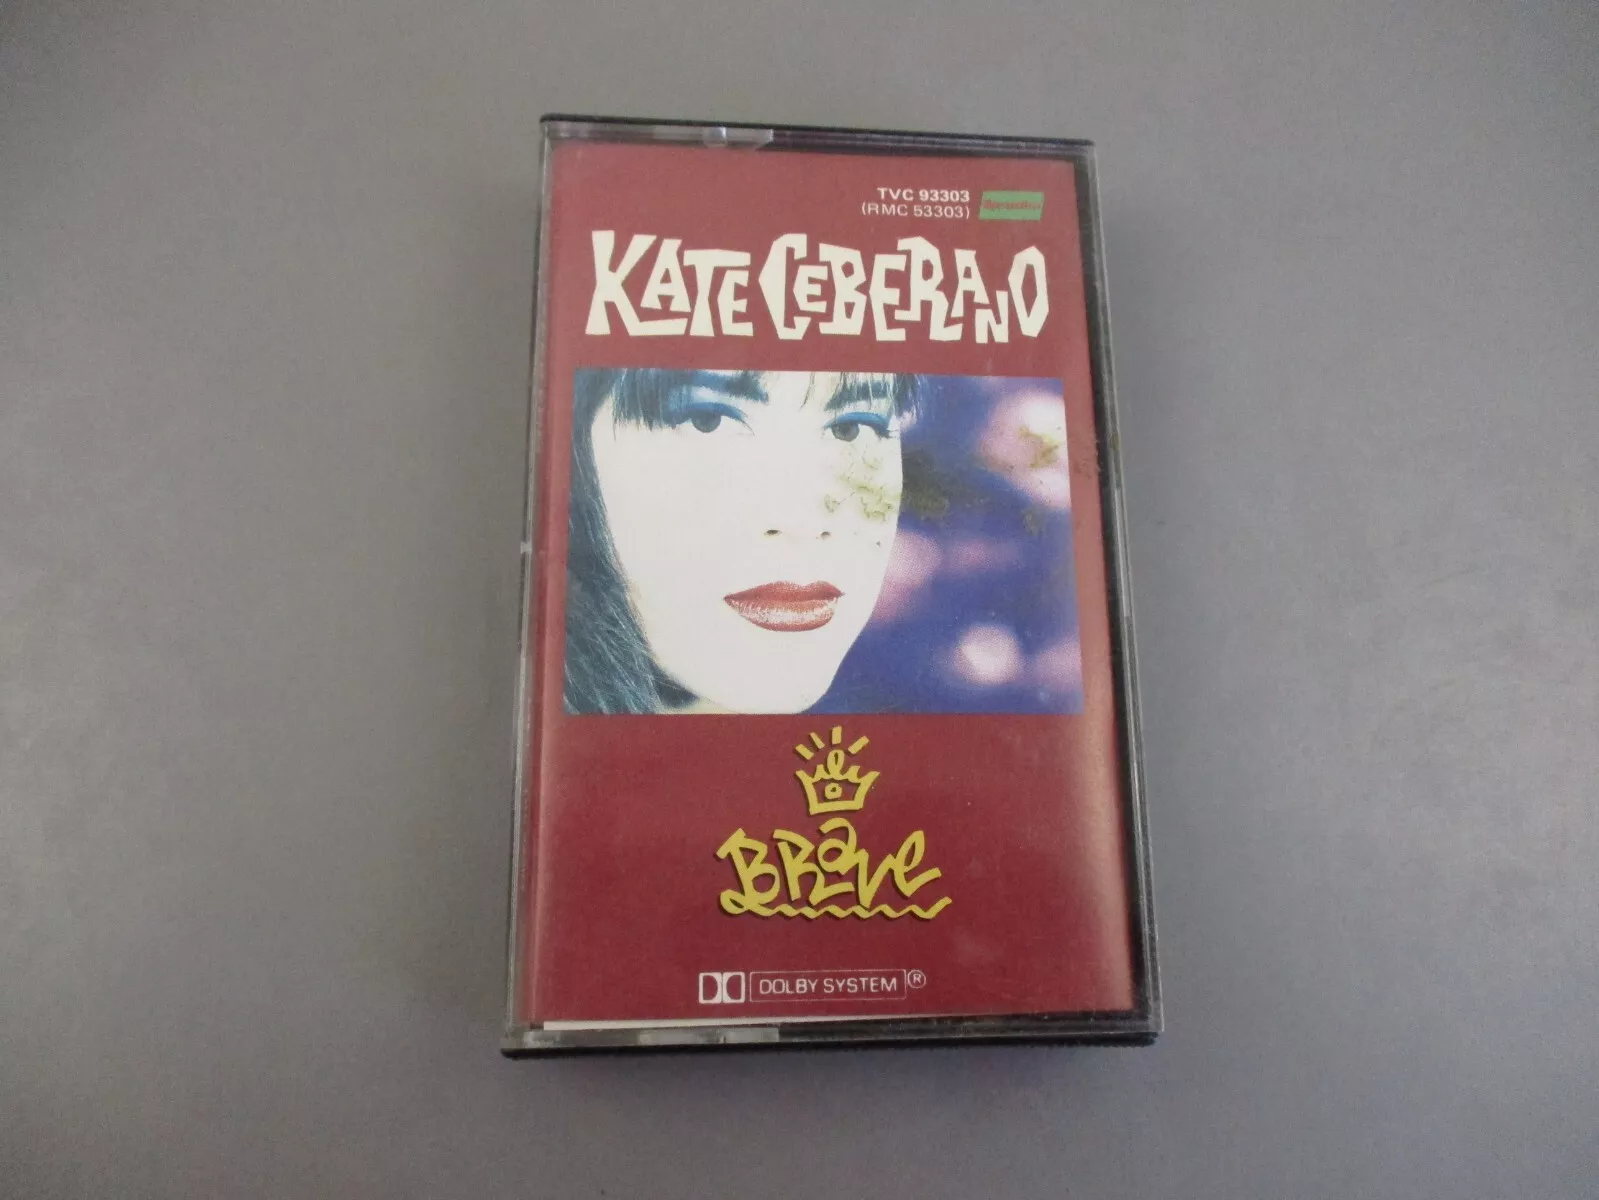 TVC 93303
(RMC 53303)
KATE CEBERANO
BRave
DOLBY SYSTEM®